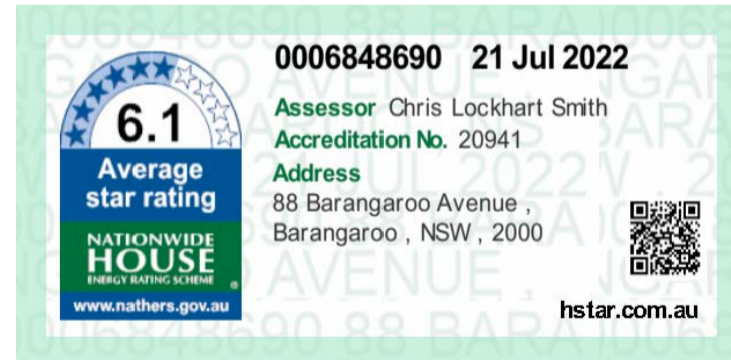 0006848690 21 Jul 2022
6.1
Average
star rating
NATIONWIDE
HOUSE
ENERGY RATING SCHEME ®
www.nathers.gov.au
Assessor Chris Lockhart Smith
Accreditation No. 20941
Address
88 Barangaroo Avenue ,
Barangaroo , NSW , 2000
hstar.com.au